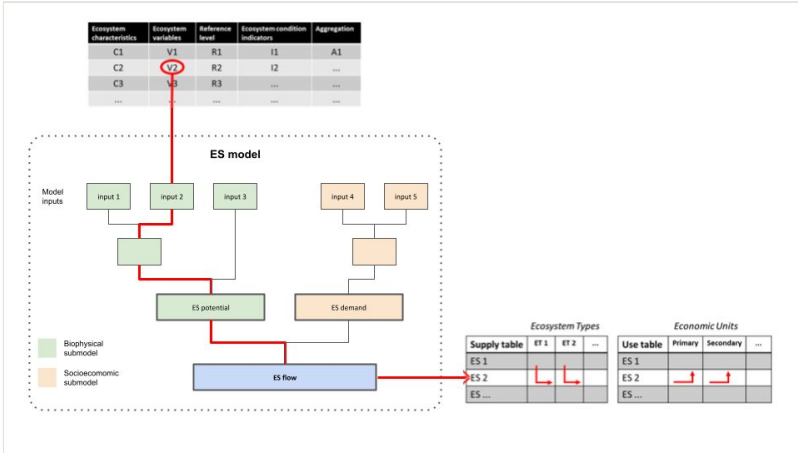 Ecosystem characteristics Ecosystem variables Reference level Ecosystem condition indicators Aggregation
C1 V1 R1 I1 A1
C2 V2 R2 I2 ...
C3 V3 R3 ... ...
... ... ... ... ...
ES model
Model inputs
input 1 input 2 input 3 input 4 input 5
ES potential ES demand
Biophysical submodel
Socioecomomic submodel
ES flow
Ecosystem Types Economic Units
Supply table ET 1 ET 2 ... Use table Primary Secondary ...
ES 1 ES 1
ES 2 ES 2
ES ... ES ...